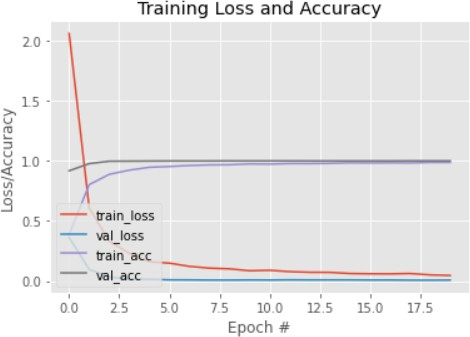 Training Loss and Accuracy
Loss/Accuracy
2.0
1.5
1.0
0.5
0.0
train_loss
val_loss
train_acc
val_acc
0.0 2.5 5.0 7.5 10.0 12.5 15.0 17.5
Epoch #